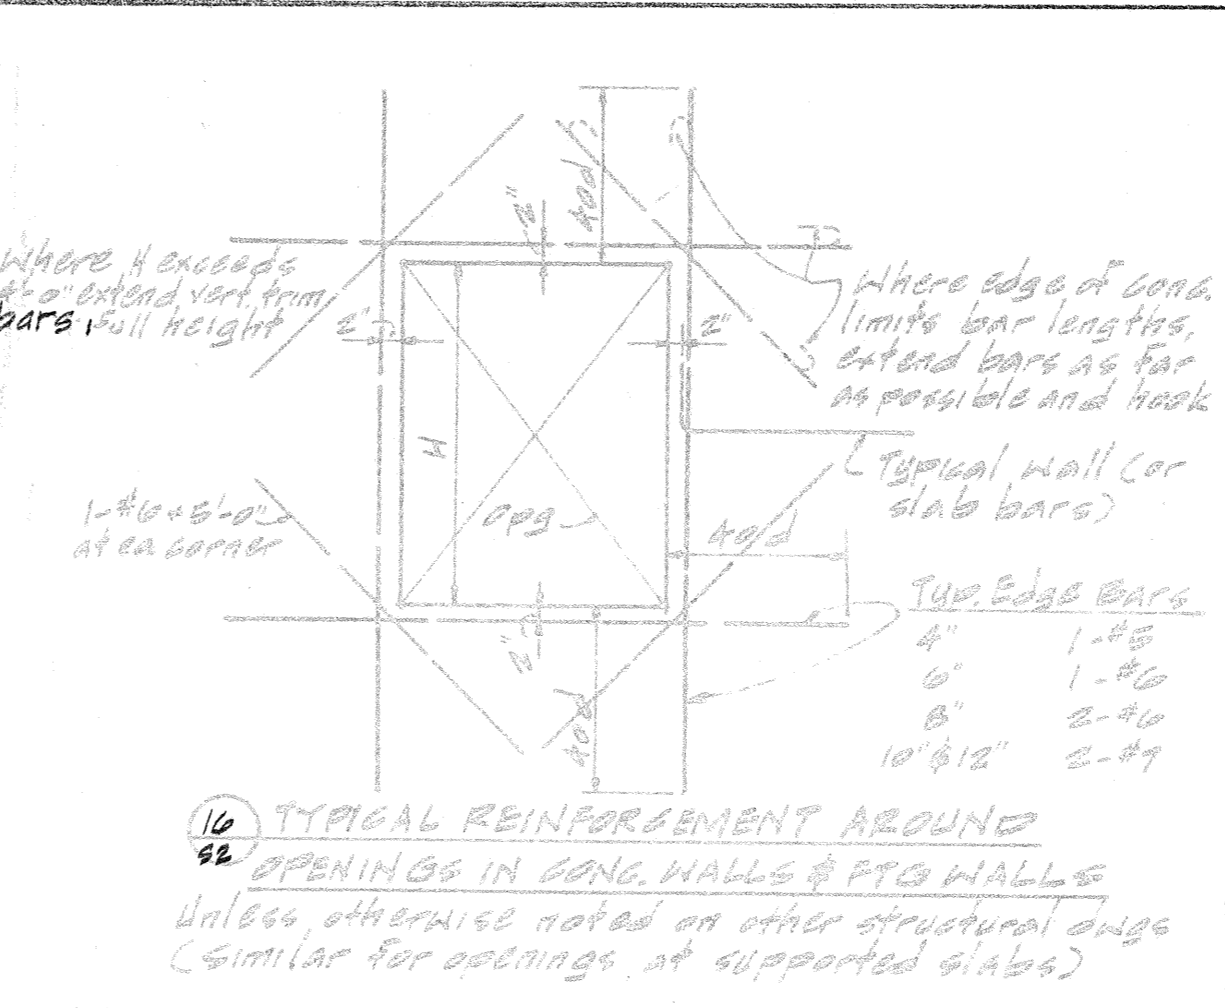 40d
2"
Where H exceeds
extend vert. trim
bars, full height
2"
2"
Where edge of conc.
limits bar lengths,
extend bars as far
as possible and hook
H
Typical wall (or
slab bars)
1-#6 x 5'-0"
at ea corner
Opg
40d
Typ. Edge Bars
4" 1-#5
6" 1-#6
8" 2-#6
10" & 12" 2-#7
2"
40d
16
S2
TYPICAL REINFORCEMENT AROUND
OPENINGS IN CONC. WALLS & FTG WALLS
Unless otherwise noted on other structural dwgs
(similar for openings at supported slabs)